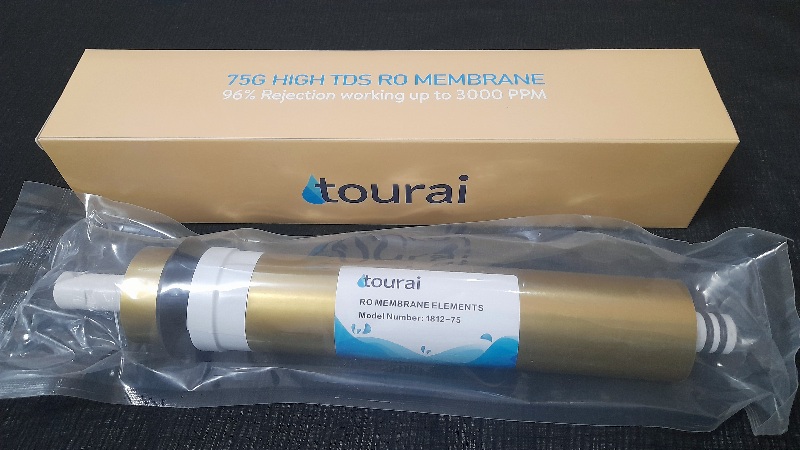 75G HIGH TDS RO MEMBRANE
96% Rejection working up to 3000 PPM
tourai
tourai
RO MEMBRANE ELEMENTS
Model Number: 1812-75